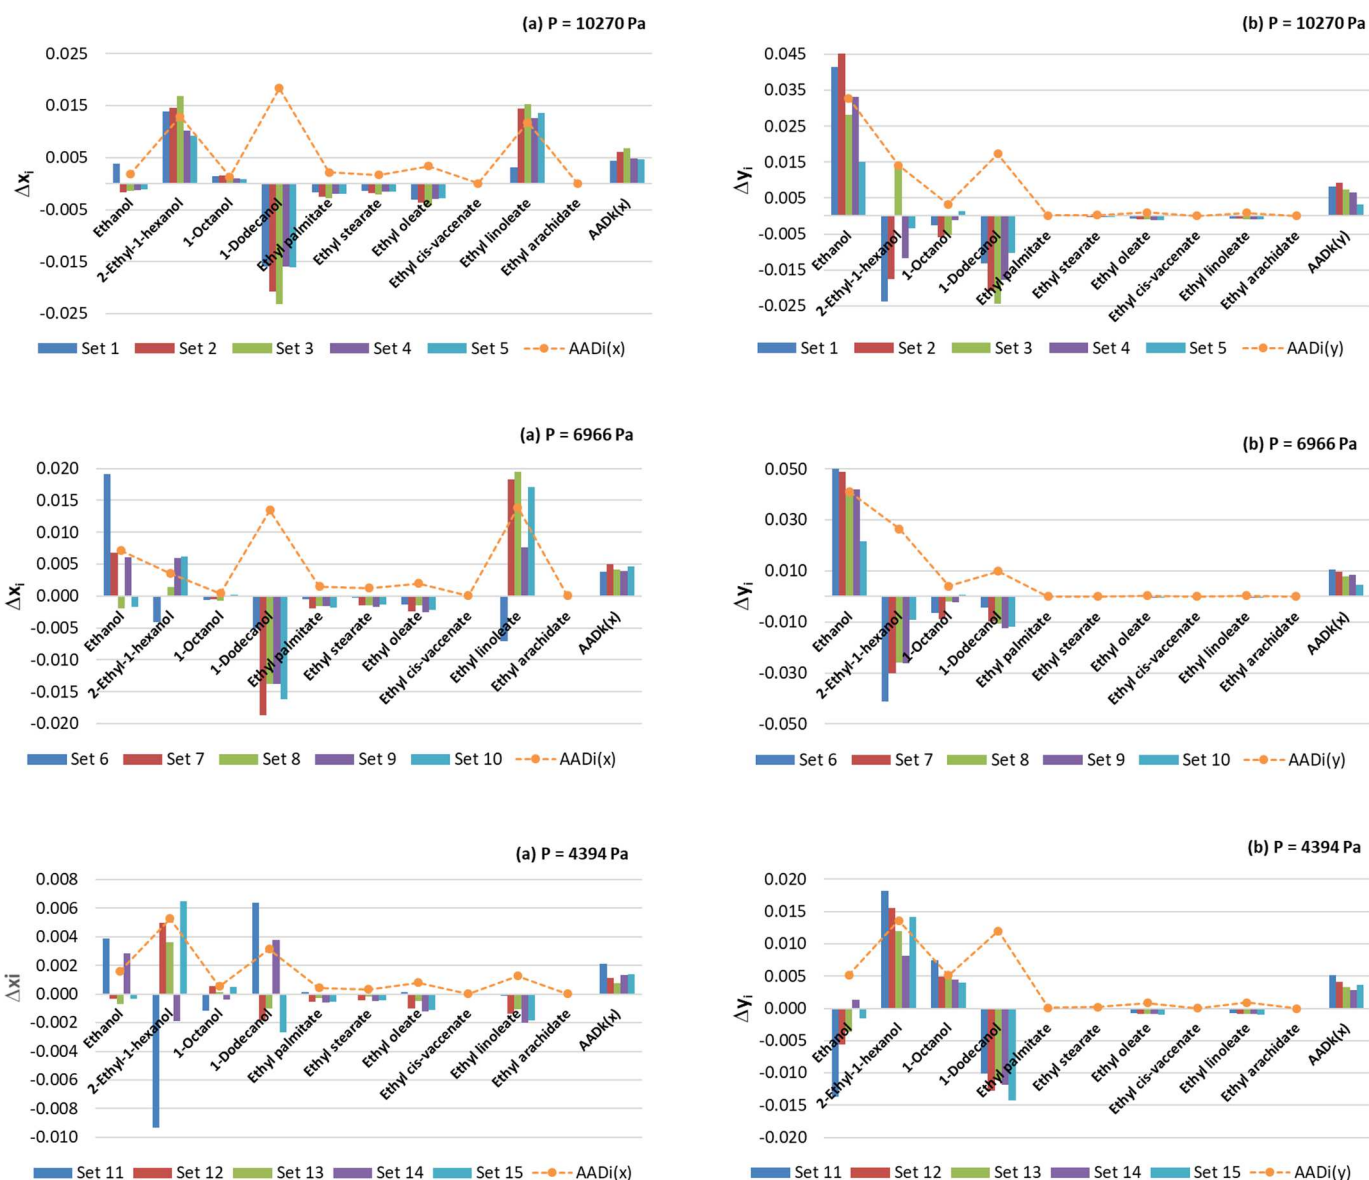 (a) P = 10270 Pa
0.025
0.015
0.005
-0.005
-0.015
-0.025
Δxᵢ
Ethanol
2-Ethyl-1-hexanol
1-Octanol
1-Dodecanol
Ethyl palmitate
Ethyl stearate
Ethyl oleate
Ethyl cis-vaccenate
Ethyl linoleate
Ethyl arachidate
AADk(x)
Set 1 Set 2 Set 3 Set 4 Set 5 AADi(x)
(b) P = 10270 Pa
0.045
0.035
0.025
0.015
0.005
-0.005
-0.015
-0.025
Δyᵢ
Ethanol
2-Ethyl-1-hexanol
1-Octanol
1-Dodecanol
Ethyl palmitate
Ethyl stearate
Ethyl oleate
Ethyl cis-vaccenate
Ethyl linoleate
Ethyl arachidate
AADk(y)
Set 1 Set 2 Set 3 Set 4 Set 5 AADi(y)
(a) P = 6966 Pa
0.020
0.015
0.010
0.005
0.000
-0.005
-0.010
-0.015
-0.020
Δxᵢ
Ethanol
2-Ethyl-1-hexanol
1-Octanol
1-Dodecanol
Ethyl palmitate
Ethyl stearate
Ethyl oleate
Ethyl cis-vaccenate
Ethyl linoleate
Ethyl arachidate
AADk(x)
Set 6 Set 7 Set 8 Set 9 Set 10 AADi(x)
(b) P = 6966 Pa
0.050
0.030
0.010
-0.010
-0.030
-0.050
Δyᵢ
Ethanol
2-Ethyl-1-hexanol
1-Octanol
1-Dodecanol
Ethyl palmitate
Ethyl stearate
Ethyl oleate
Ethyl cis-vaccenate
Ethyl linoleate
Ethyl arachidate
AADk(x)
Set 6 Set 7 Set 8 Set 9 Set 10 AADi(y)
(a) P = 4394 Pa
0.008
0.006
0.004
0.002
0.000
-0.002
-0.004
-0.006
-0.008
-0.010
Δxi
Ethanol
2-Ethyl-1-hexanol
1-Octanol
1-Dodecanol
Ethyl palmitate
Ethyl stearate
Ethyl oleate
Ethyl cis-vaccenate
Ethyl linoleate
Ethyl arachidate
AADk(x)
Set 11 Set 12 Set 13 Set 14 Set 15 AADi(x)
(b) P = 4394 Pa
0.020
0.015
0.010
0.005
0.000
-0.005
-0.010
-0.015
-0.020
Δyᵢ
Ethanol
2-Ethyl-1-hexanol
1-Octanol
1-Dodecanol
Ethyl palmitate
Ethyl stearate
Ethyl oleate
Ethyl cis-vaccenate
Ethyl linoleate
Ethyl arachidate
AADk(x)
Set 11 Set 12 Set 13 Set 14 Set 15 AADi(y)